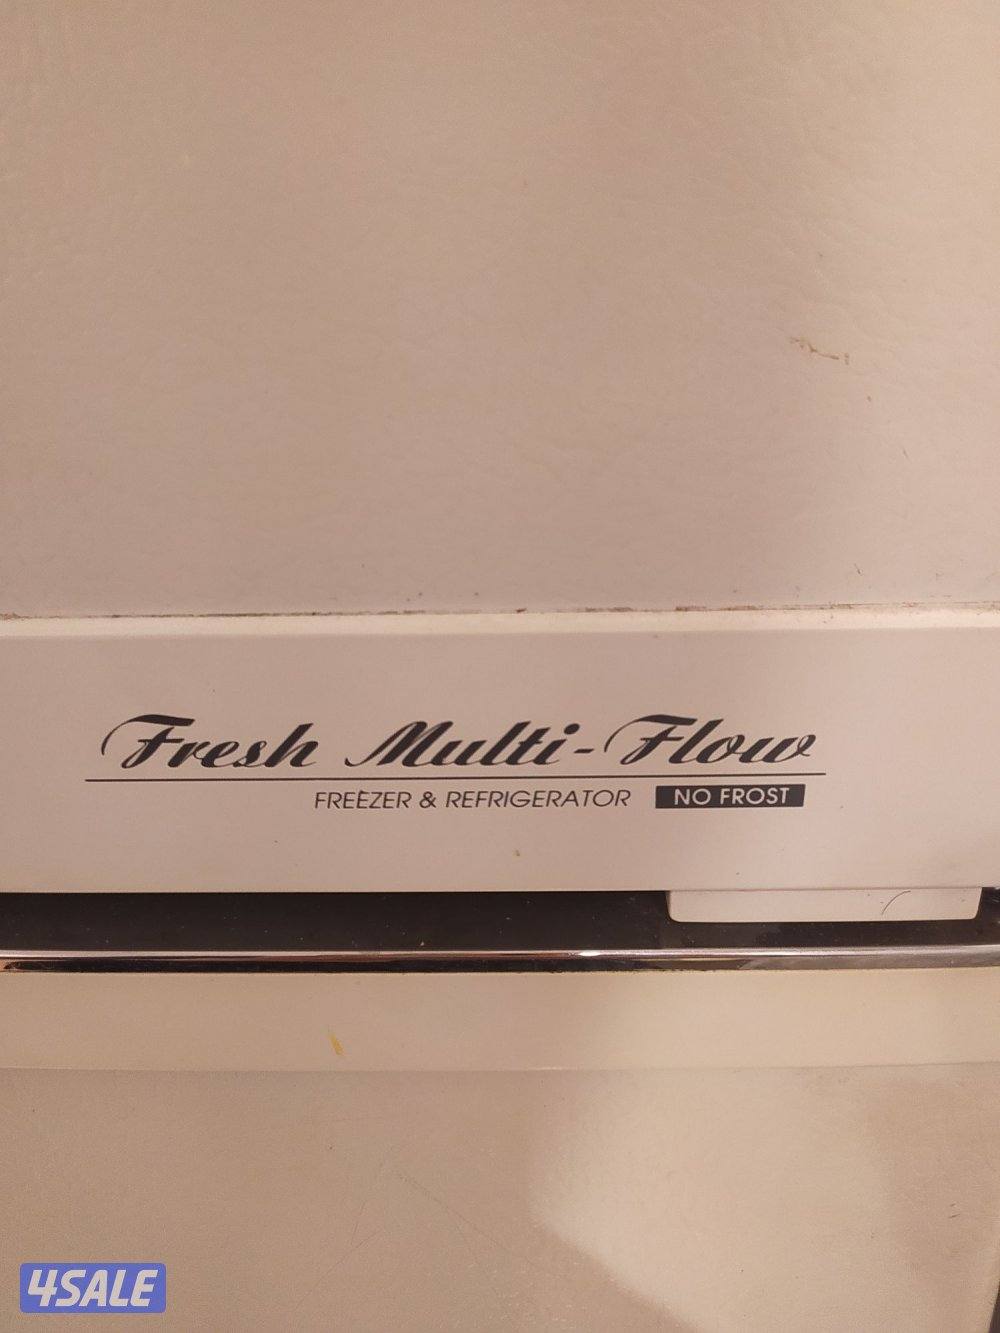 Fresh Multi-Flow
FREEZER & REFRIGERATOR NO FROST
4SALE